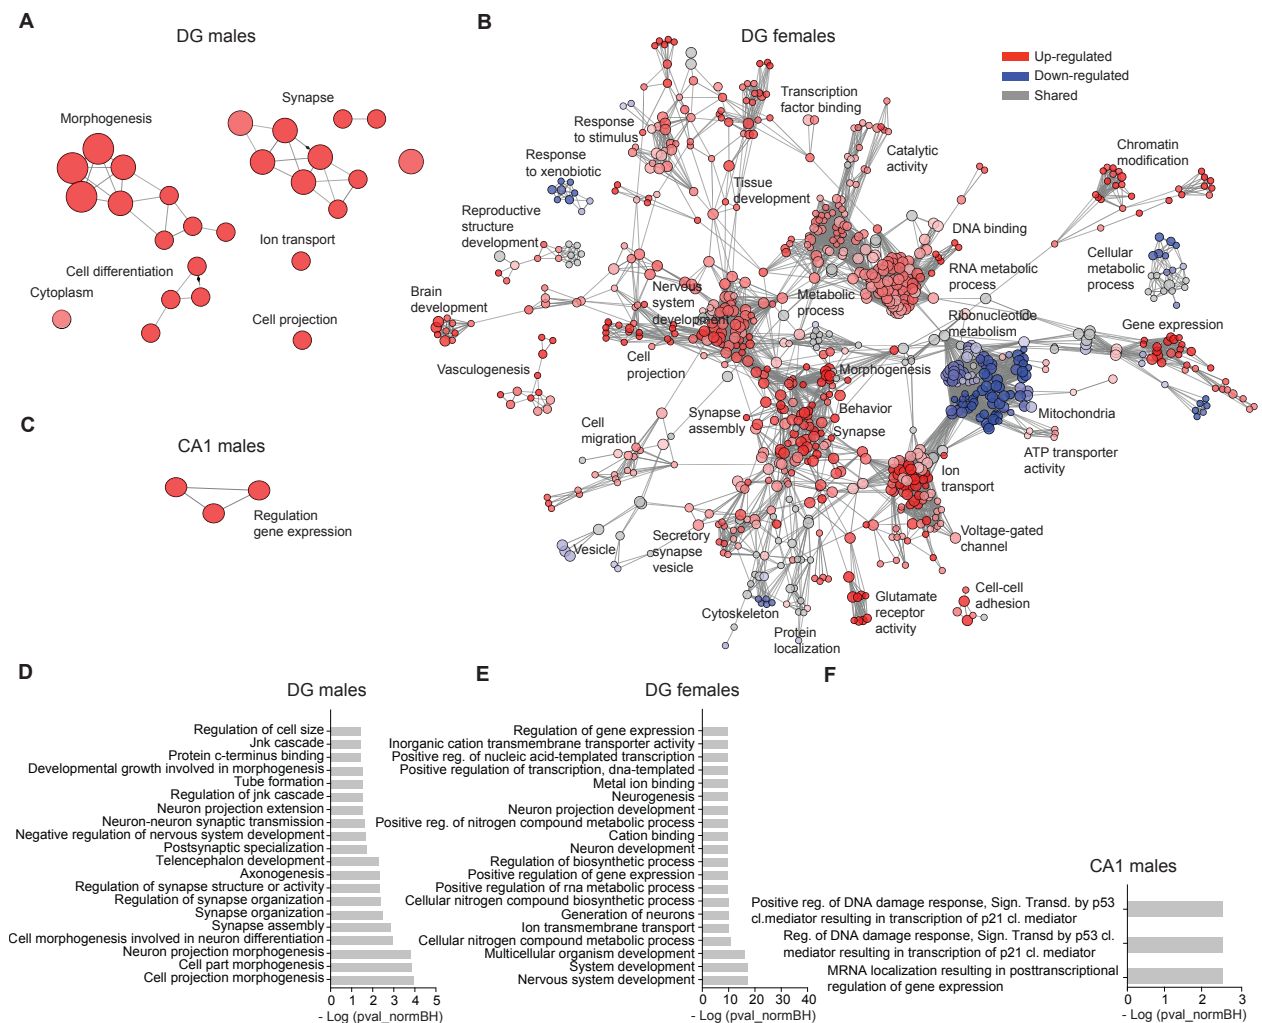 A
DG males
Synapse
Morphogenesis
Ion transport
Cell differentiation
Cytoplasm
Cell projection
B
DG females
Up-regulated
Down-regulated
Shared
Transcription
factor binding
Response
to stimulus
Catalytic
activity
Chromatin
modification
Response
to xenobiotic
Tissue
development
Reproductive
structure
development
DNA binding
Cellular
metabolic
process
RNA metabolic
process
Brain
development
Nervous
system
development
Metabolic
process
Ribonucleotide
metabolism
Gene expression
Cell
projection
Vasculogenesis
Morphogenesis
Synapse
assembly
Behavior
Mitochondria
Cell
migration
Synapse
ATP transporter
activity
Ion
transport
Vesicle
Secretory
synapse
vesicle
Voltage-gated
channel
Cytoskeleton
Protein
localization
Glutamate
receptor
activity
Cell-cell
adhesion
C
CA1 males
Regulation
gene expression
D
DG males
Regulation of cell size
Jnk cascade
Protein c-terminus binding
Developmental growth involved in morphogenesis
Tube formation
Regulation of jnk cascade
Neuron projection extension
Neuron-neuron synaptic transmission
Negative regulation of nervous system development
Postsynaptic specialization
Telencephalon development
Axonogenesis
Regulation of synapse structure or activity
Regulation of synapse organization
Synapse organization
Synapse assembly
Cell morphogenesis involved in neuron differentiation
Neuron projection morphogenesis
Cell part morphogenesis
Cell projection morphogenesis
0 1 2 3 4 5
- Log (pval_normBH)
E
DG females
Regulation of gene expression
Inorganic cation transmembrane transporter activity
Positive reg. of nucleic acid-templated transcription
Positive regulation of transcription, dna-templated
Metal ion binding
Neurogenesis
Neuron projection development
Positive reg. of nitrogen compound metabolic process
Cation binding
Neuron development
Regulation of biosynthetic process
Positive regulation of gene expression
Positive regulation of rna metabolic process
Cellular nitrogen compound biosynthetic process
Generation of neurons
Ion transmembrane transport
Cellular nitrogen compound metabolic process
Multicellular organism development
System development
Nervous system development
0 10 20 30 40
- Log (pval_normBH)
F
CA1 males
Positive reg. of DNA damage response, Sign. Transd. by p53
cl.mediator resulting in transcription of p21 cl. mediator
Reg. of DNA damage response, Sign. Transd by p53 cl.
mediator resulting in transcription of p21 cl. mediator
MRNA localization resulting in posttranscriptional
regulation of gene expression
0 1 2 3
- Log (pval_normBH)